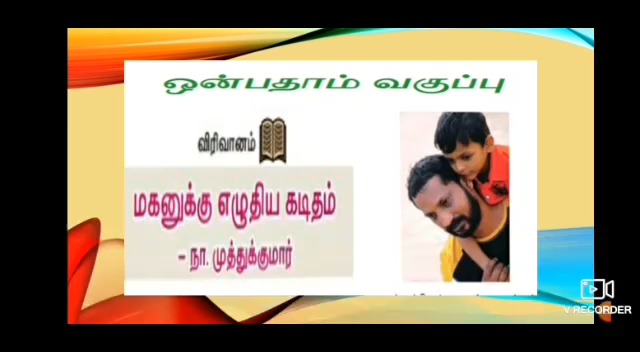 ஒன்பதாம் வகுப்பு
விரிவானம்
மகனுக்கு எழுதிய கடிதம்
– நா. முத்துக்குமார்
V RECORDER